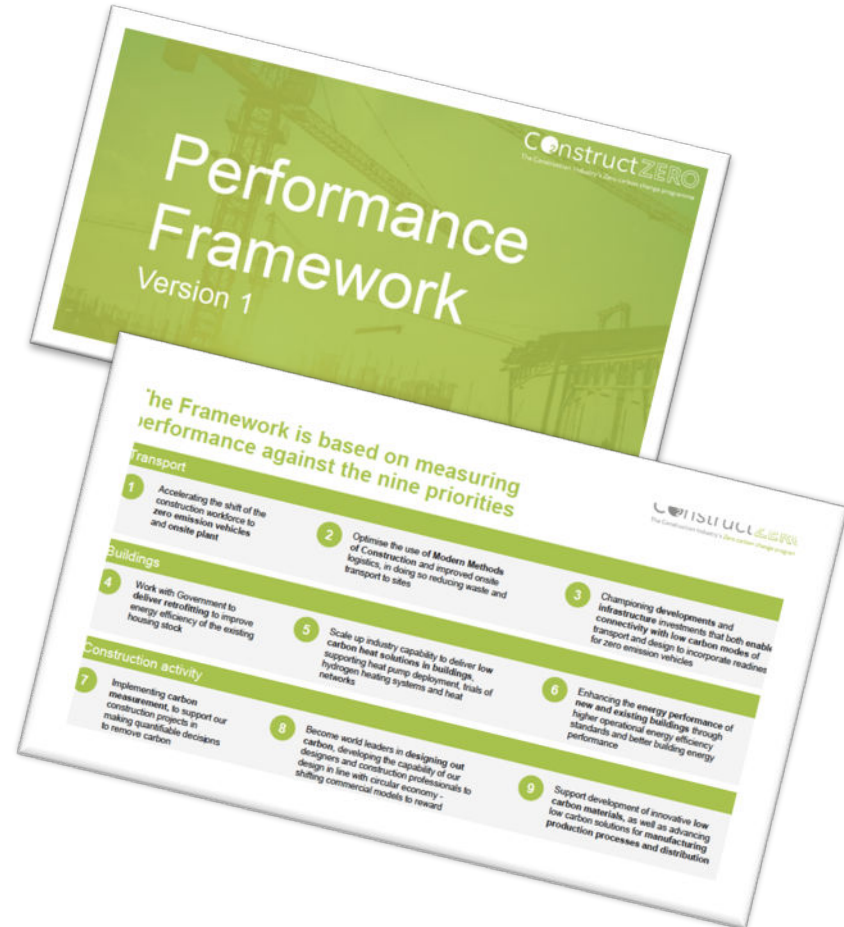 CONstructZERO
The Construction Industry's Zero carbon change programme
Performance
Framework
Version 1
he Framework is based on measuring
erformance against the nine priorities
ConstructZERO
The Construction Industry's Zero carbon change program
Transport
1
Accelerating the shift of the
construction workforce to
zero emission vehicles
and onsite plant
2
Optimise the use of Modern Methods
of Construction and improved onsite
logistics, in doing so reducing waste and
transport to sites
3
Championing developments and
infrastructure investments that both enable
connectivity with low carbon modes of
transport and design to incorporate readines
for zero emission vehicles
Buildings
4
Work with Government to
deliver retrofitting to improve
energy efficiency of the existing
housing stock
5
Scale up industry capability to deliver low
carbon heat solutions in buildings,
supporting heat pump deployment, trials of
hydrogen heating systems and heat
networks
6
Enhancing the energy performance of
new and existing buildings through
higher operational energy efficiency
standards and better building energy
performance
Construction activity
7
Implementing carbon
measurement, to support our
construction projects in
making quantifiable decisions
to remove carbon
8
Become world leaders in designing out
carbon, developing the capability of our
designers and construction professionals to
design in line with circular economy -
shifting commercial models to reward
9
Support development of innovative low
carbon materials, as well as advancing
low carbon solutions for manufacturing
production processes and distribution